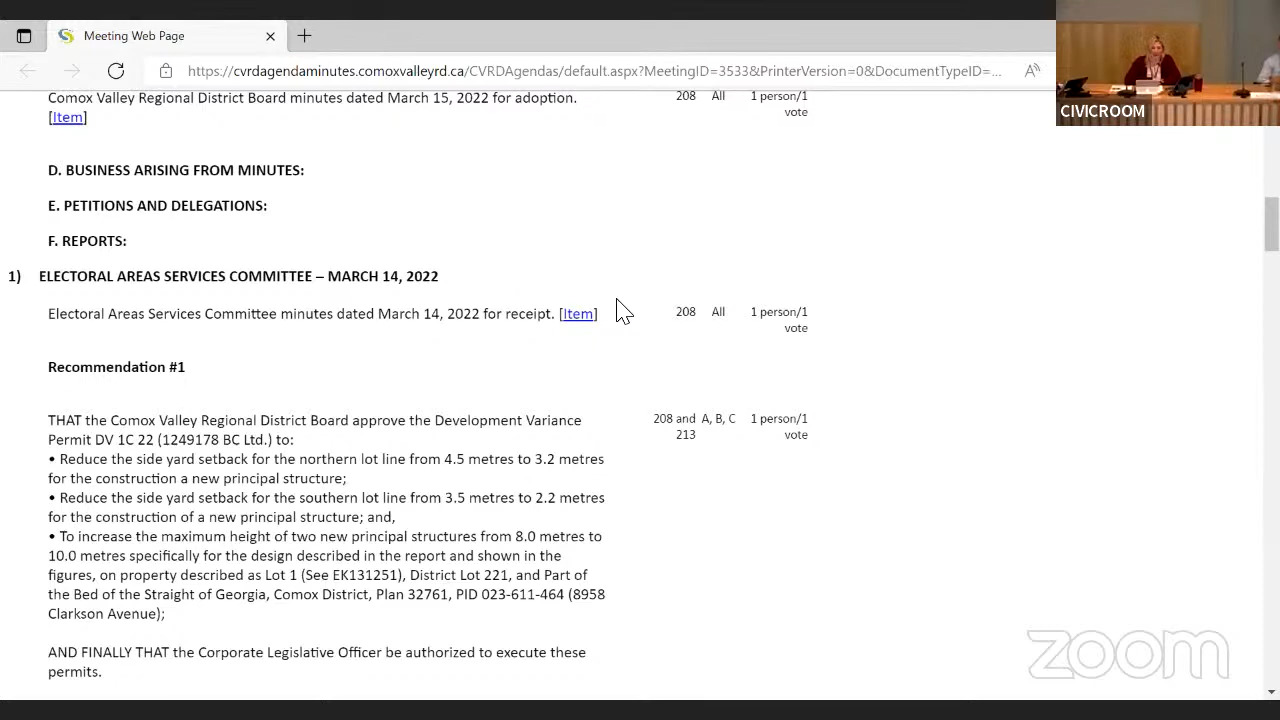 Meeting Web Page
https://cvrdagendaminutes.comoxvalleyrd.ca/CVRDAgendas/default.aspx?MeetingID=3533&PrinterVersion=0&DocumentTypeID=...
CIVICROOM
Comox Valley Regional District Board minutes dated March 15, 2022 for adoption. 208 All 1 person/1
[Item] vote
D. BUSINESS ARISING FROM MINUTES:
E. PETITIONS AND DELEGATIONS:
F. REPORTS:
1) ELECTORAL AREAS SERVICES COMMITTEE – MARCH 14, 2022
Electoral Areas Services Committee minutes dated March 14, 2022 for receipt. [Item] 208 All 1 person/1
vote
Recommendation #1
THAT the Comox Valley Regional District Board approve the Development Variance 208 and A, B, C 1 person/1
Permit DV 1C 22 (1249178 BC Ltd.) to: 213 vote
• Reduce the side yard setback for the northern lot line from 4.5 metres to 3.2 metres
for the construction a new principal structure;
• Reduce the side yard setback for the southern lot line from 3.5 metres to 2.2 metres
for the construction of a new principal structure; and,
• To increase the maximum height of two new principal structures from 8.0 metres to
10.0 metres specifically for the design described in the report and shown in the
figures, on property described as Lot 1 (See EK131251), District Lot 221, and Part of
the Bed of the Straight of Georgia, Comox District, Plan 32761, PID 023-611-464 (8958
Clarkson Avenue);
AND FINALLY THAT the Corporate Legislative Officer be authorized to execute these
permits.
zoom